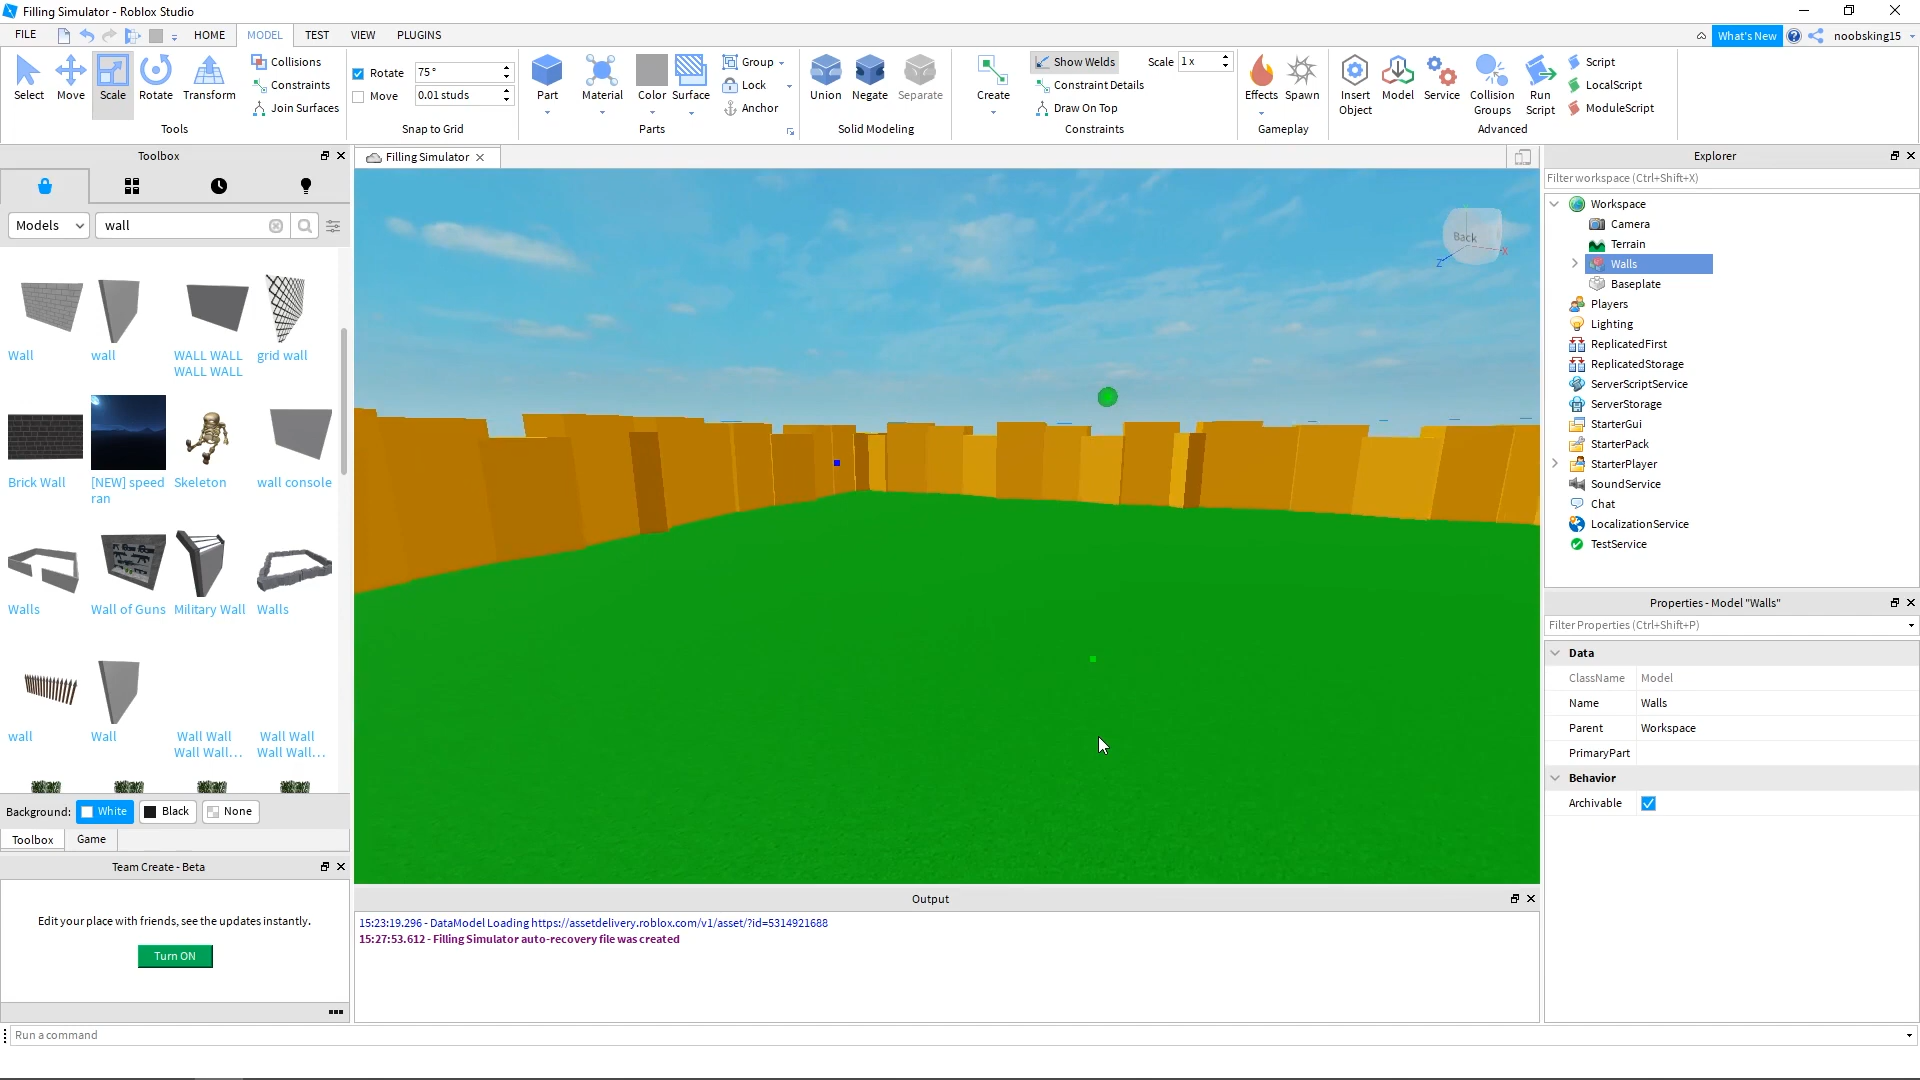 Filling Simulator - Roblox Studio
FILE HOME MODEL TEST VIEW PLUGINS
What's New noobsking15
Select Move Scale Rotate Transform
Collisions
Constraints
Join Surfaces
Tools
Rotate 75 °
Move 0.01 studs
Snap to Grid
Part Material Color Surface
Group
Lock
Anchor
Parts
Union Negate Separate
Solid Modeling
Create
Show Welds
Constraint Details
Draw On Top
Scale 1 x
Constraints
Effects Spawn
Gameplay
Insert Object
Model
Service
Collision Groups
Run Script
Script
LocalScript
ModuleScript
Advanced
Toolbox
Models wall
Wall wall WALL WALL WALL WALL grid wall
Brick Wall [NEW] speed ran Skeleton wall console
Walls Wall of Guns Military Wall Walls
wall Wall Wall Wall Wall Wall... Wall Wall Wall Wall...
Background: White Black None
Toolbox Game
Team Create - Beta
Edit your place with friends, see the updates instantly.
Turn ON
Run a command
Filling Simulator
Back
X
Z
Output
15:23:19.296 - DataModel Loading https://assetdelivery.roblox.com/v1/asset/?id=5314921688
15:27:53.612 - Filling Simulator auto-recovery file was created
Explorer
Filter workspace (Ctrl+Shift+X)
Workspace
Camera
Terrain
Walls
Baseplate
Players
Lighting
ReplicatedFirst
ReplicatedStorage
ServerScriptService
ServerStorage
StarterGui
StarterPack
StarterPlayer
SoundService
Chat
LocalizationService
TestService
Properties - Model "Walls"
Filter Properties (Ctrl+Shift+P)
Data
ClassName Model
Name Walls
Parent Workspace
PrimaryPart
Behavior
Archivable